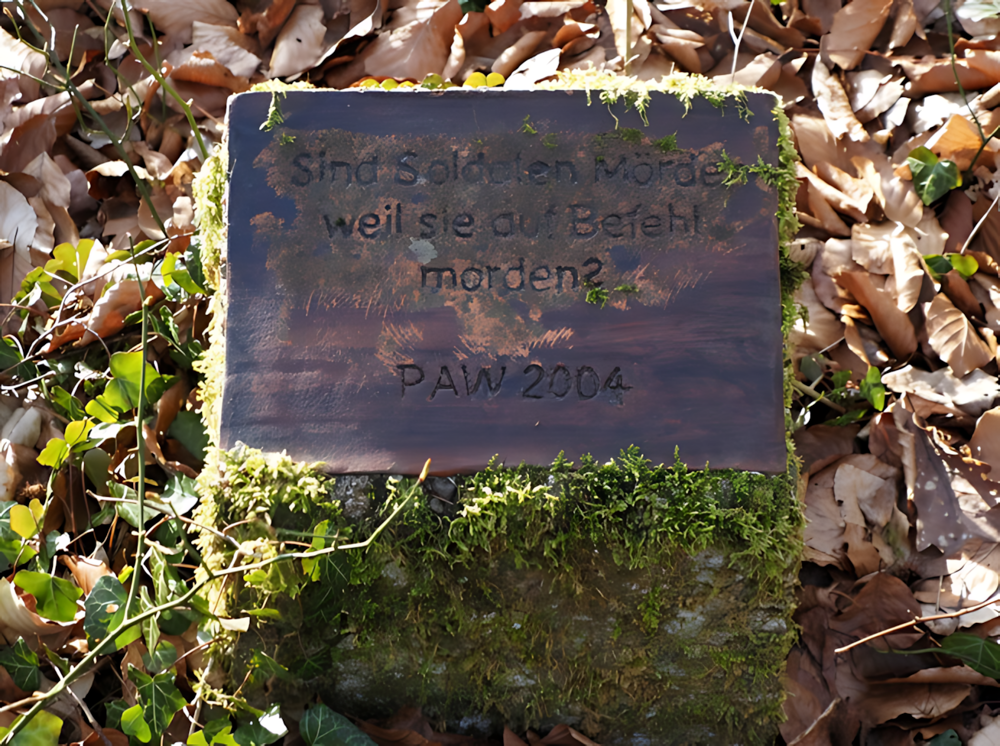 Sind Soldaten Mörder
weil sie auf Befehl
morden?
PAW 2004